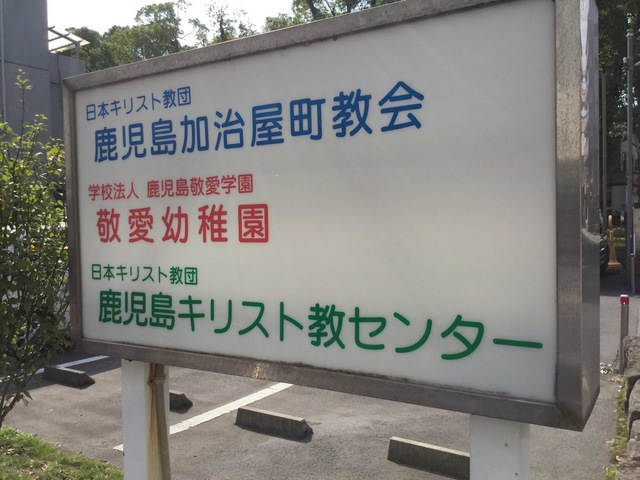 日本キリスト教団
鹿児島加治屋町教会
学校法人 鹿児島敬愛学園
敬愛幼稚園
日本キリスト教団
鹿児島キリスト教センター